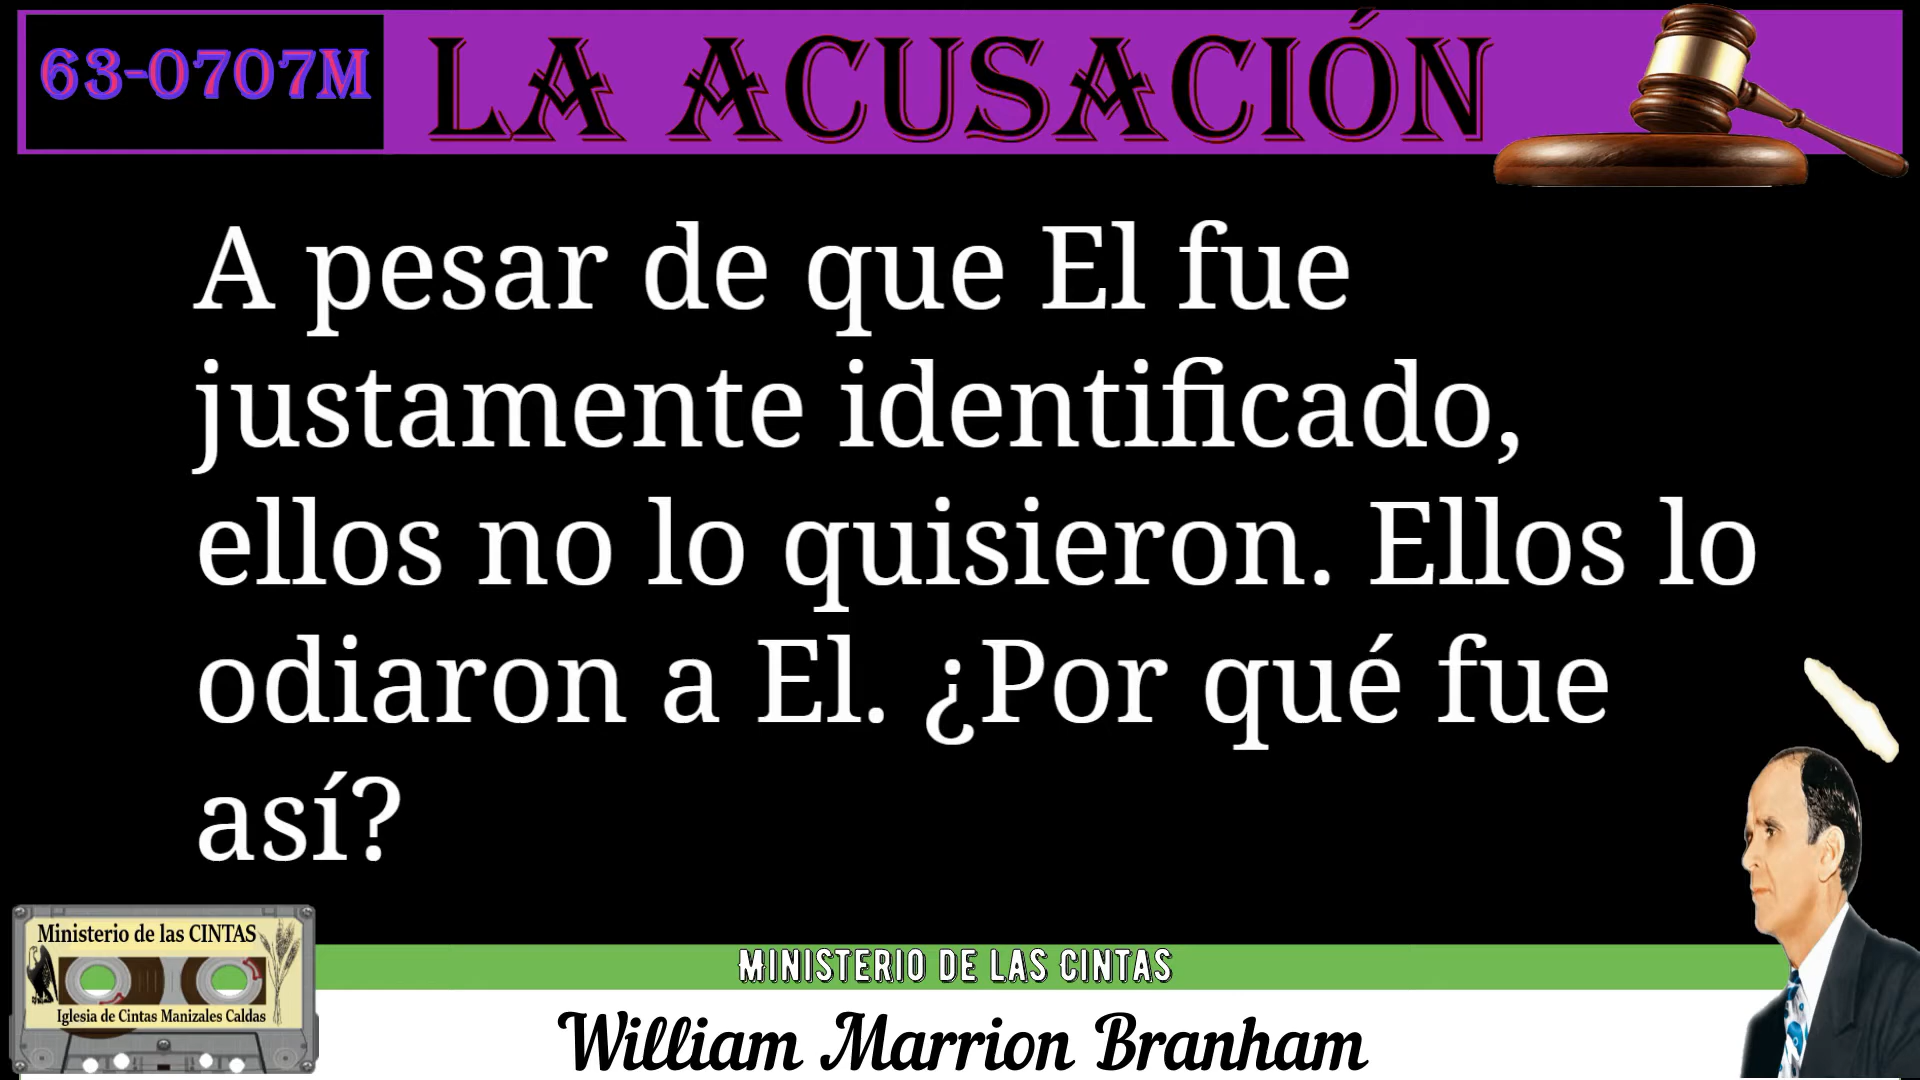 63-0707M
LA ACUSACIÓN
A pesar de que El fue
justamente identificado,
ellos no lo quisieron. Ellos lo
odiaron a El. ¿Por qué fue
así?
Ministerio de las CINTAS
Iglesia de Cintas Manizales Caldas
MINISTERIO DE LAS CINTAS
William Marrion Branham